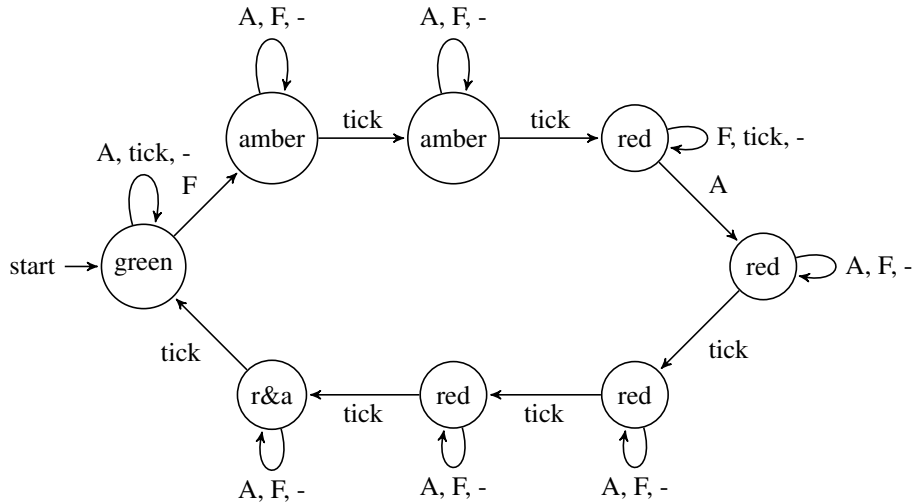 A, F, -
A, F, -
amber
tick
amber
tick
red
F, tick, -
A, tick, -
F
A
start
green
red
A, F, -
tick
tick
r&a
tick
red
tick
red
A, F, -
A, F, -
A, F, -